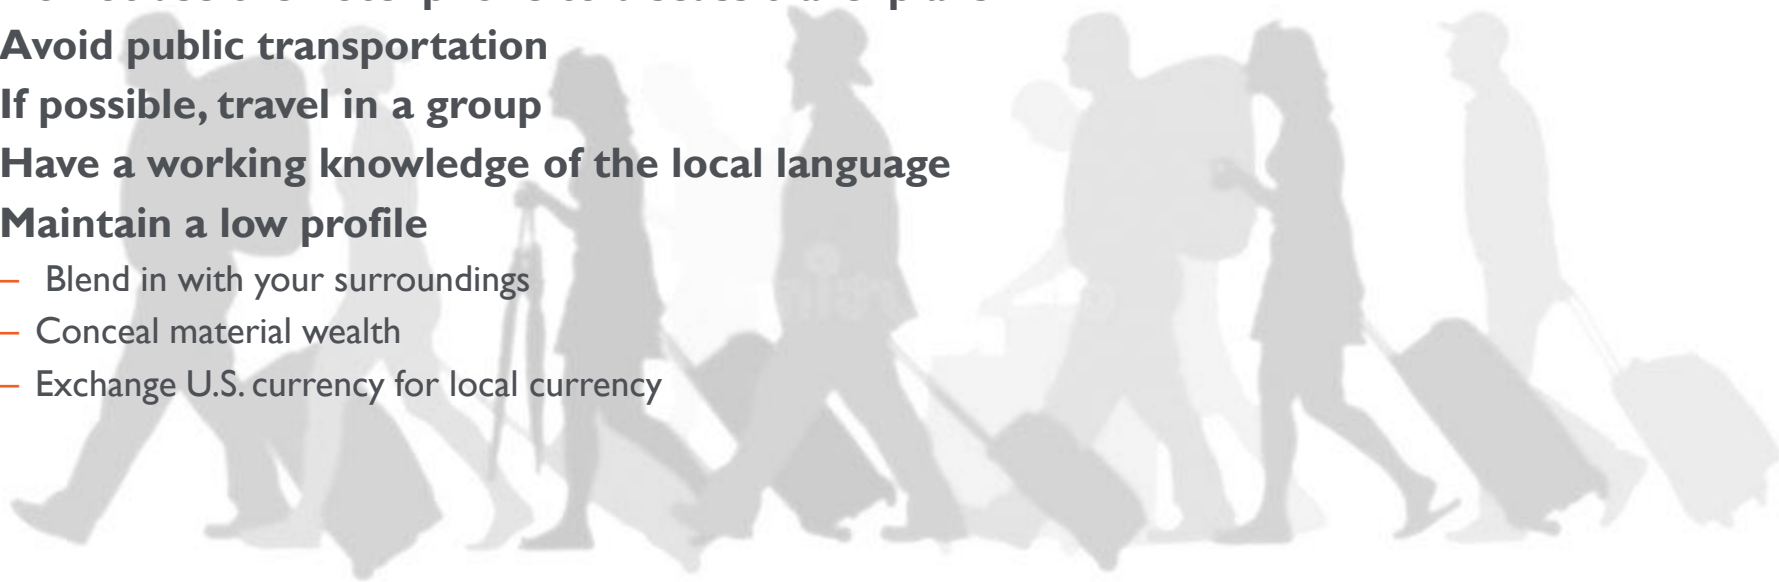 Avoid public transportation
If possible, travel in a group
Have a working knowledge of the local language
Maintain a low profile
– Blend in with your surroundings
– Conceal material wealth
– Exchange U.S. currency for local currency